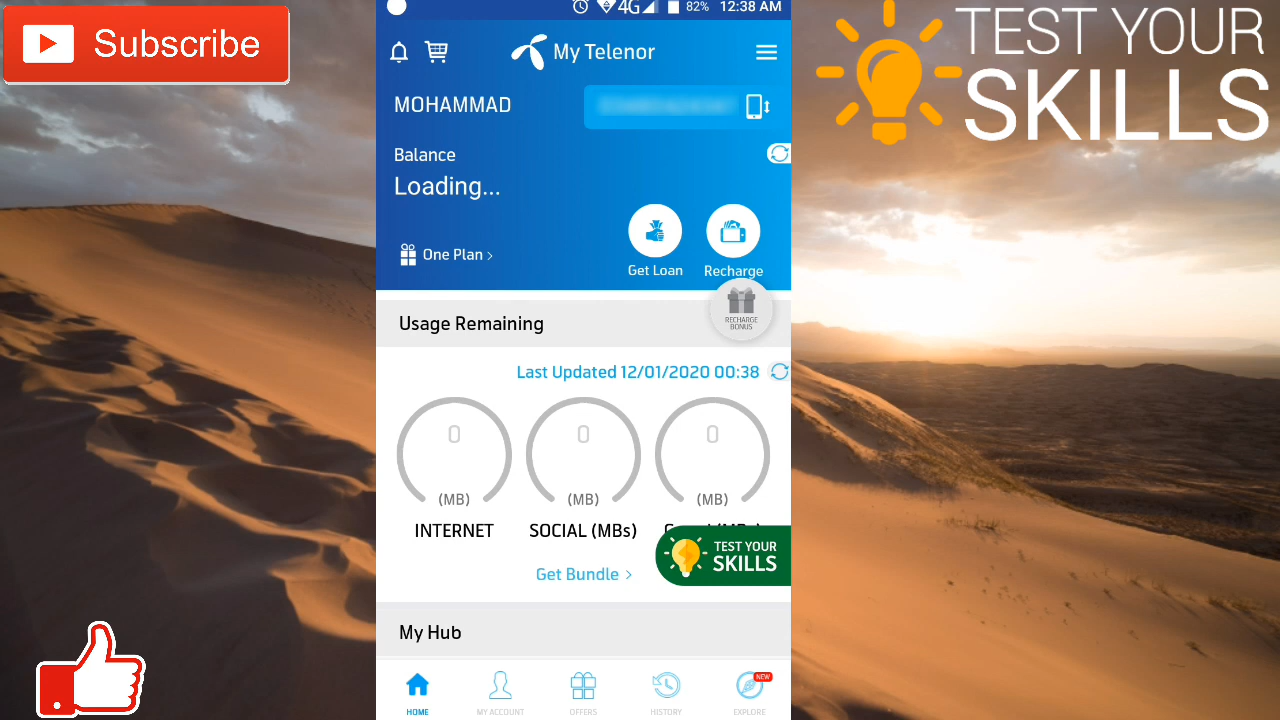 Subscribe
4G 82% 12:38 AM
My Telenor
MOHAMMAD
Balance
Loading...
One Plan
Get Loan
Recharge
RECHARGE
BONUS
Usage Remaining
Last Updated 12/01/2020 00:38
0 0 0
(MB) (MB) (MB)
INTERNET SOCIAL (MBs)
TEST YOUR
SKILLS
Get Bundle
My Hub
NEW
HOME MY ACCOUNT OFFERS HISTORY EXPLORE
TEST YOUR
SKILLS